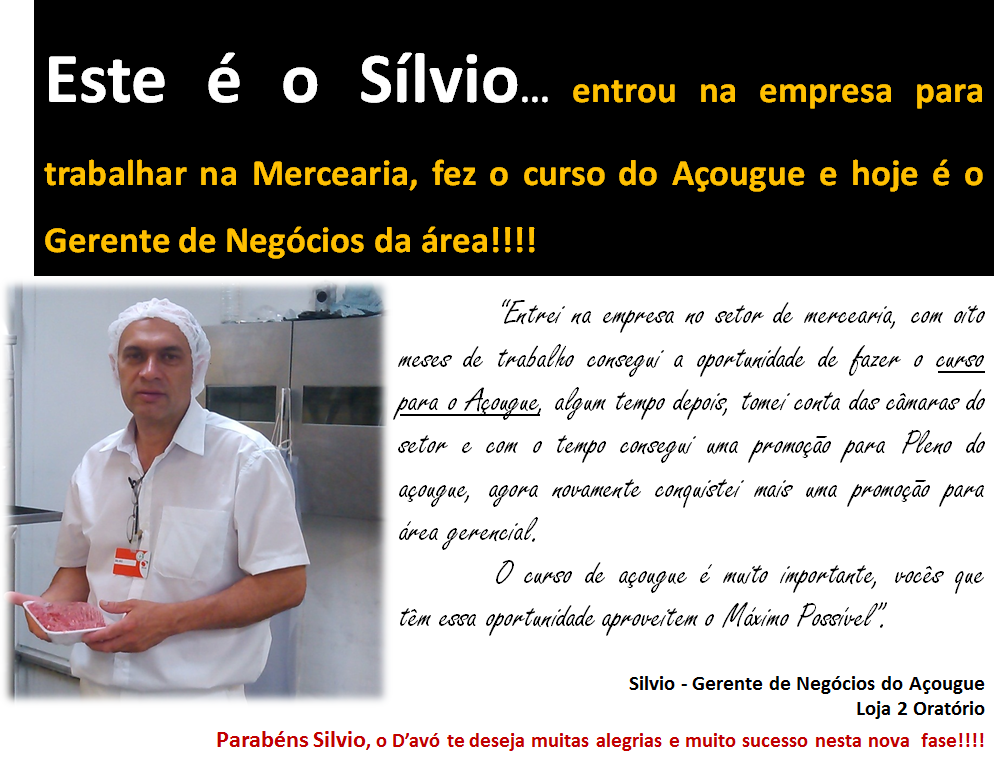 Este é o Sílvio... entrou na empresa para
trabalhar na Mercearia, fez o curso do Açougue e hoje é o
Gerente de Negócios da área!!!!
“Entrei na empresa no setor de mercearia, com oito
meses de trabalho consegui a oportunidade de fazer o curso
para o Açougue, algum tempo depois, tomei conta das câmaras do
setor e com o tempo consegui uma promoção para Pleno do
açougue, agora novamente conquistei mais uma promoção para
área gerencial.
O curso de açougue é muito importante, vocês que
têm essa oportunidade aproveitem o Máximo Possível”.
Silvio - Gerente de Negócios do Açougue
Loja 2 Oratório
Parabéns Silvio, o D’avó te deseja muitas alegrias e muito sucesso nesta nova fase!!!!